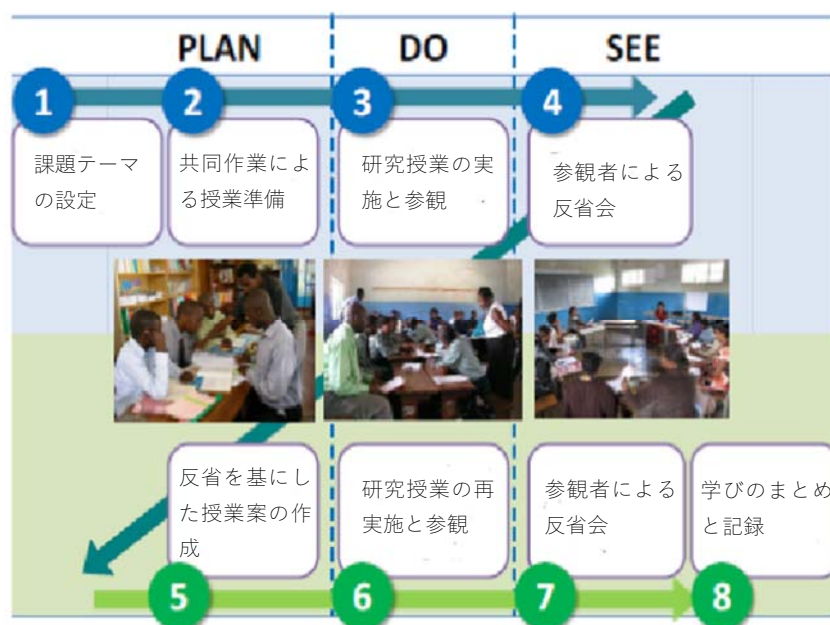 PLAN DO SEE
1 2 3 4
課題テーマ
の設定
共同作業によ
る授業準備
研究授業の実
施と参観
参観者による
反省会
反省を基にし
た授業案の作
成
研究授業の再
実施と参観
参観者による
反省会
学びのまとめ
と記録
5 6 7 8